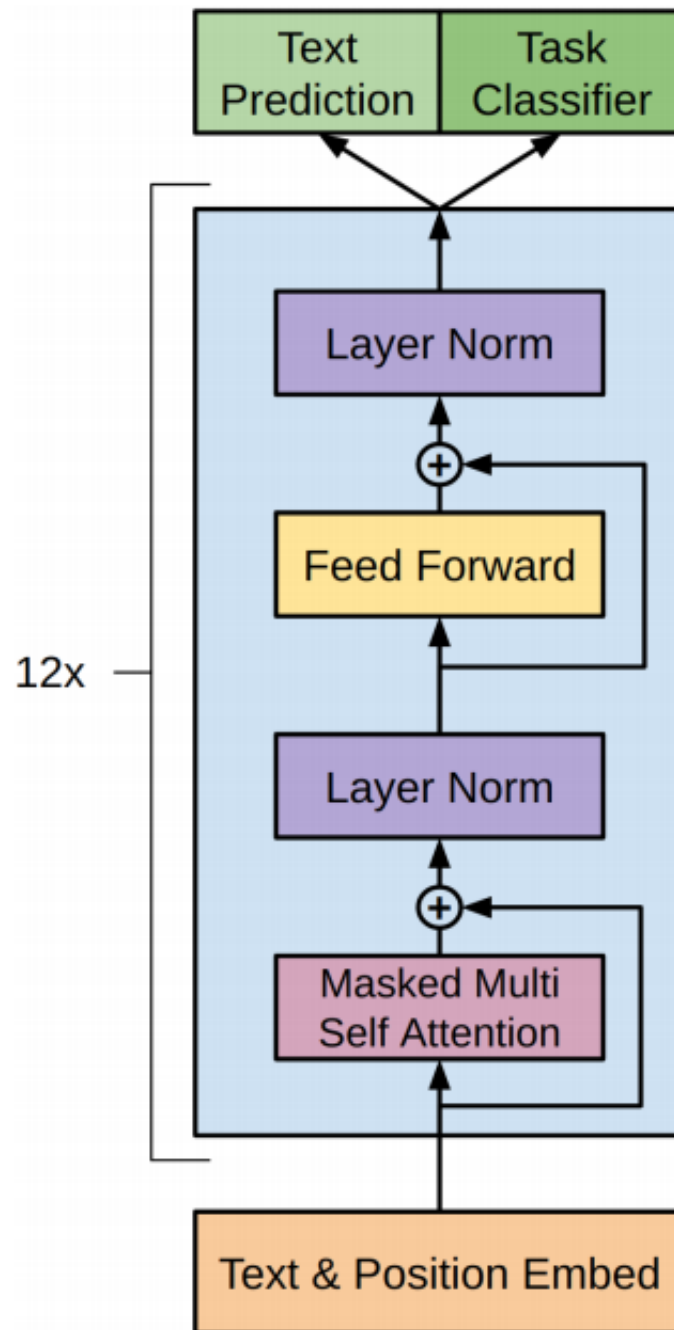 Text
Prediction
Task
Classifier
Layer Norm
+
Feed Forward
12x
Layer Norm
+
Masked Multi
Self Attention
Text & Position Embed